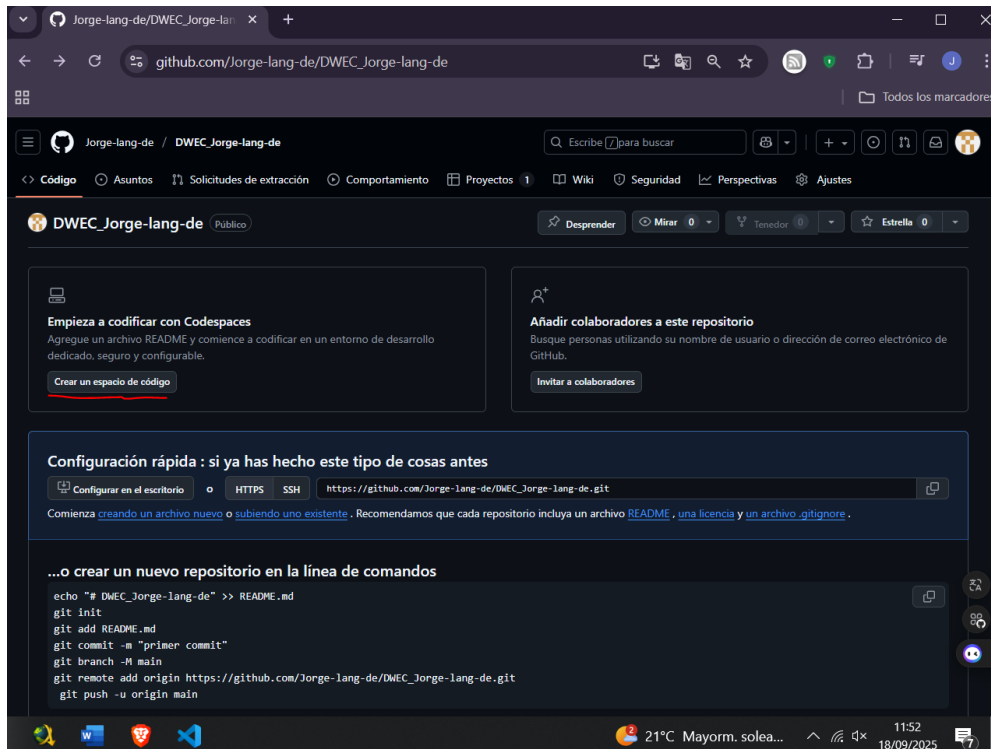 Jorge-lang-de/DWEC_Jorge-lan
github.com/Jorge-lang-de/DWEC_Jorge-lang-de
J
Todos los marcadores
Jorge-lang-de / DWEC_Jorge-lang-de
Escribe / para buscar
Código Asuntos Solicitudes de extracción Comportamiento Proyectos 1 Wiki Seguridad Perspectivas Ajustes
DWEC_Jorge-lang-de Público
Desprender Mirar 0 Tenedor 0 Estrella 0
Empieza a codificar con Codespaces
Agregue un archivo README y comience a codificar en un entorno de desarrollo
dedicado, seguro y configurable.
Crear un espacio de código
Añadir colaboradores a este repositorio
Busque personas utilizando su nombre de usuario o dirección de correo electrónico de
GitHub.
Invitar a colaboradores
Configuración rápida : si ya has hecho este tipo de cosas antes
Configurar en el escritorio o HTTPS SSH https://github.com/Jorge-lang-de/DWEC_Jorge-lang-de.git
Comienza creando un archivo nuevo o subiendo uno existente . Recomendamos que cada repositorio incluya un archivo README , una licencia y un archivo .gitignore .
...o crear un nuevo repositorio en la línea de comandos
echo "# DWEC_Jorge-lang-de" >> README.md
git init
git add README.md
git commit -m "primer commit"
git branch -M main
git remote add origin https://github.com/Jorge-lang-de/DWEC_Jorge-lang-de.git
git push -u origin main
2 21°C Mayorm. solea...
11:52
18/09/2025
7